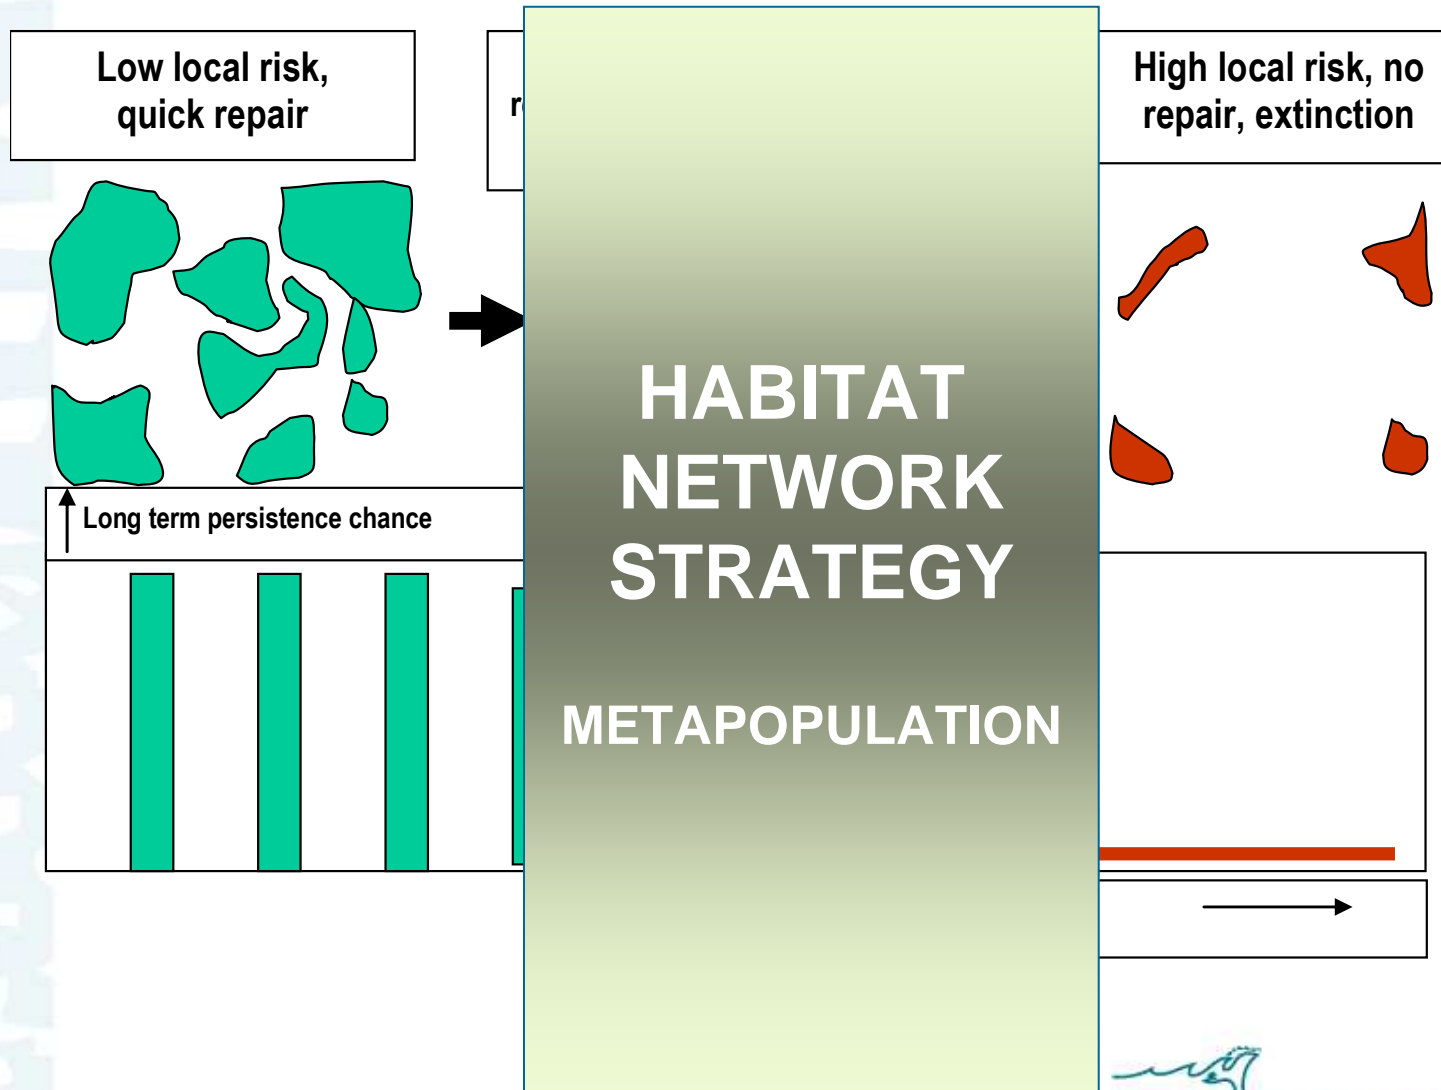 Low local risk,
quick repair
High local risk, no
repair, extinction
HABITAT
NETWORK
STRATEGY
METAPOPULATION
Long term persistence chance